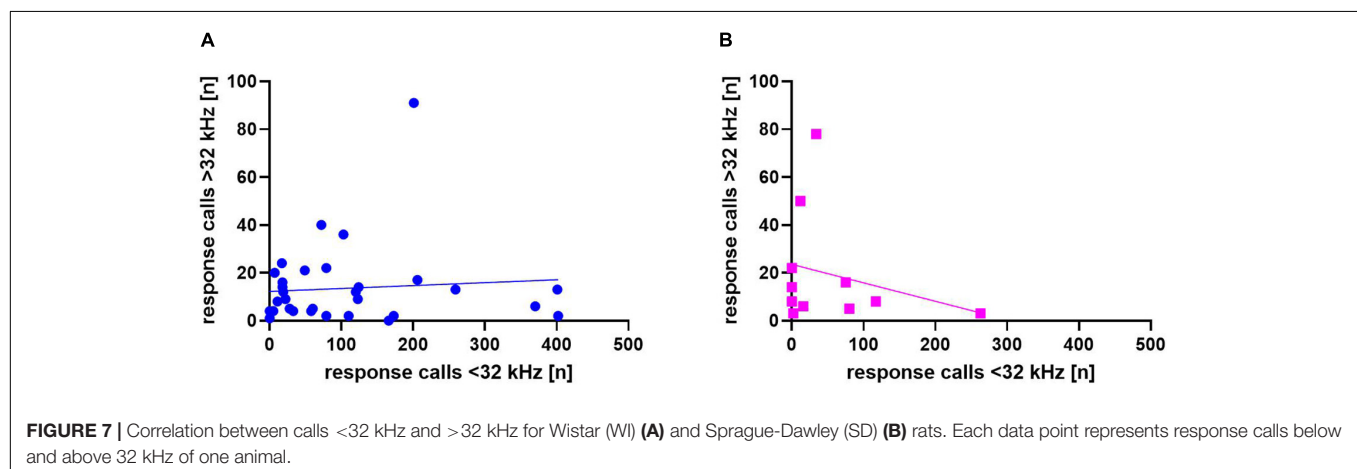 A
B
response calls >32 kHz [n]
100
80
60
40
20
0
0 100 200 300 400 500
response calls <32 kHz [n]
response calls >32 kHz [n]
100
80
60
40
20
0
0 100 200 300 400 500
response calls <32 kHz [n]
FIGURE 7 | Correlation between calls <32 kHz and >32 kHz for Wistar (WI) (A) and Sprague-Dawley (SD) (B) rats. Each data point represents response calls below
and above 32 kHz of one animal.